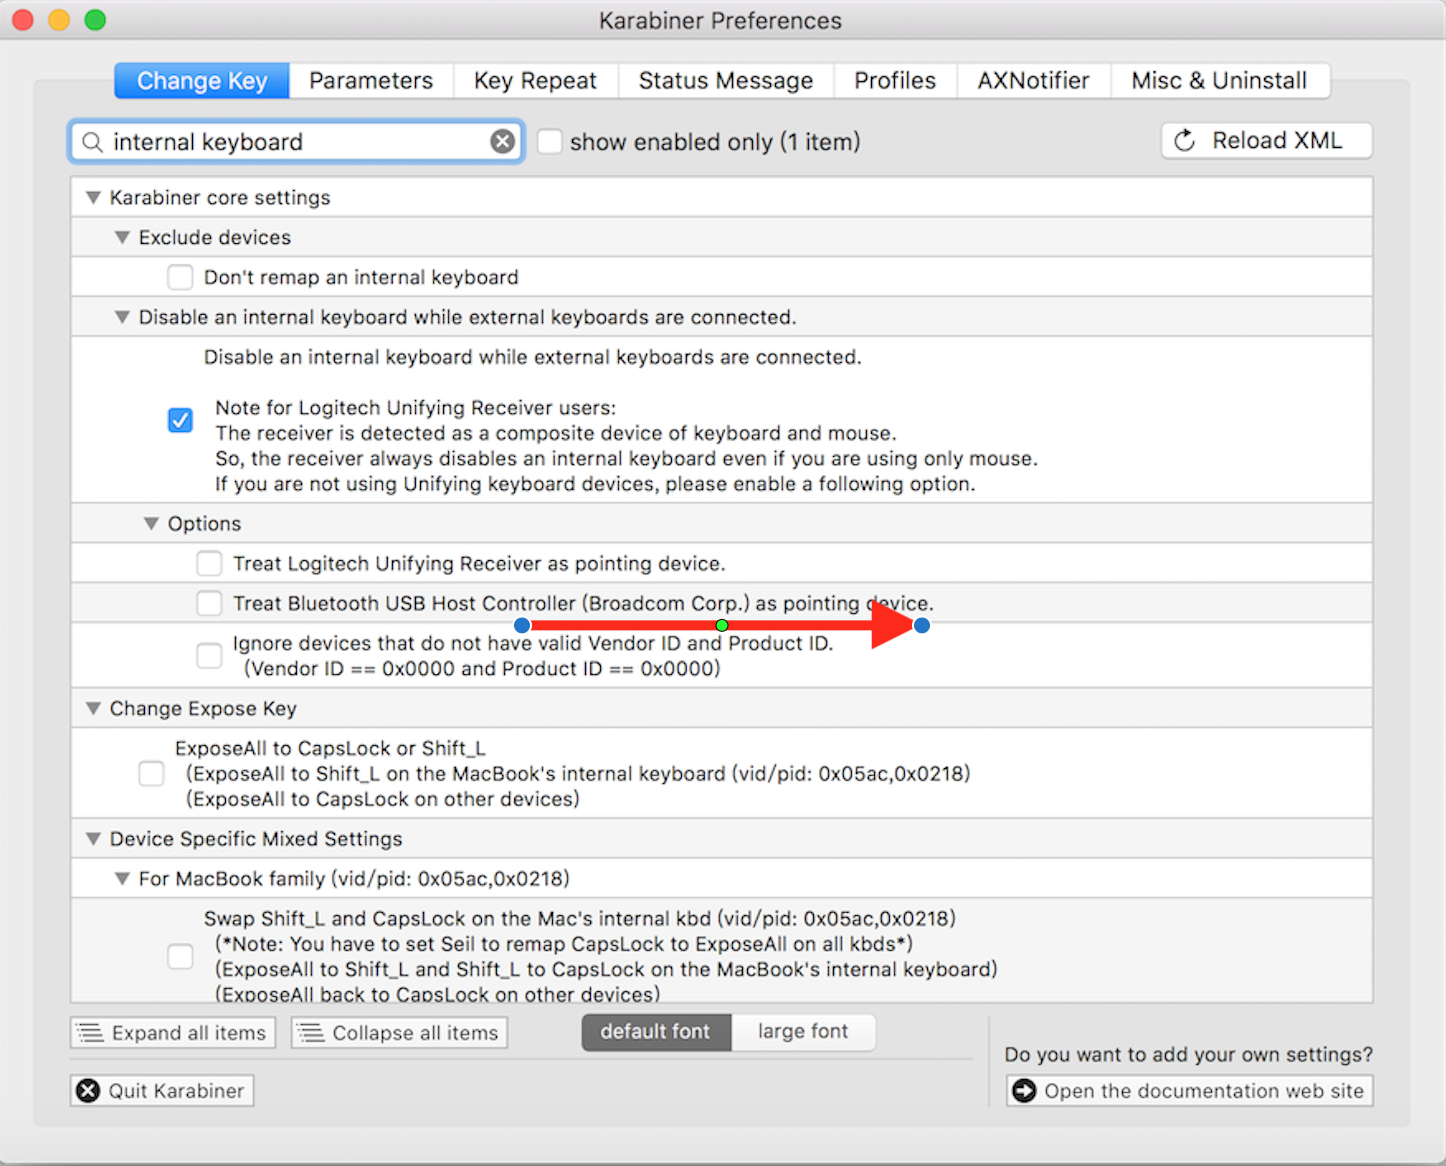 Karabiner Preferences
Change Key
Parameters
Key Repeat
Status Message
Profiles
AXNotifier
Misc & Uninstall
internal keyboard
show enabled only (1 item)
Reload XML
Karabiner core settings
Exclude devices
Don't remap an internal keyboard
Disable an internal keyboard while external keyboards are connected.
Disable an internal keyboard while external keyboards are connected.
Note for Logitech Unifying Receiver users:
The receiver is detected as a composite device of keyboard and mouse.
So, the receiver always disables an internal keyboard even if you are using only mouse.
If you are not using Unifying keyboard devices, please enable a following option.
Options
Treat Logitech Unifying Receiver as pointing device.
Treat Bluetooth USB Host Controller (Broadcom Corp.) as pointing device.
Ignore devices that do not have valid Vendor ID and Product ID.
(Vendor ID == 0x0000 and Product ID == 0x0000)
Change Expose Key
ExposeAll to CapsLock or Shift_L
(ExposeAll to Shift_L on the MacBook's internal keyboard (vid/pid: 0x05ac,0x0218)
(ExposeAll to CapsLock on other devices)
Device Specific Mixed Settings
For MacBook family (vid/pid: 0x05ac,0x0218)
Swap Shift_L and CapsLock on the Mac's internal kbd (vid/pid: 0x05ac,0x0218)
(*Note: You have to set Seil to remap CapsLock to ExposeAll on all kbds*)
(ExposeAll to Shift_L and Shift_L to CapsLock on the MacBook's internal keyboard)
(ExposeAll back to CapsLock on other devices)
Expand all items
Collapse all items
default font
large font
Do you want to add your own settings?
Quit Karabiner
Open the documentation web site